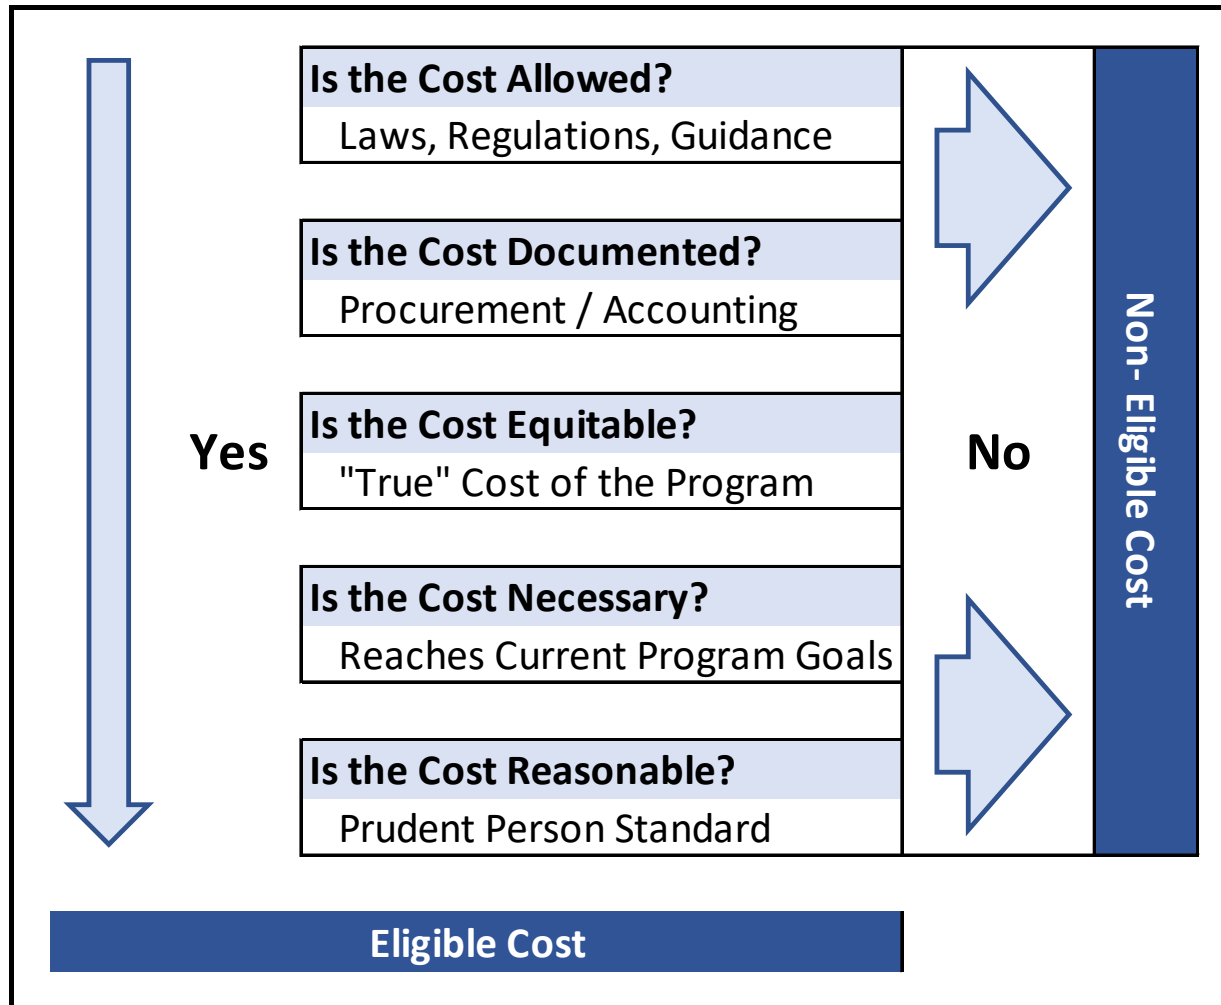 Is the Cost Allowed?
Laws, Regulations, Guidance
Is the Cost Documented?
Procurement / Accounting
Yes
Is the Cost Equitable?
"True" Cost of the Program
No
Is the Cost Necessary?
Reaches Current Program Goals
Is the Cost Reasonable?
Prudent Person Standard
Non- Eligible Cost
Eligible Cost